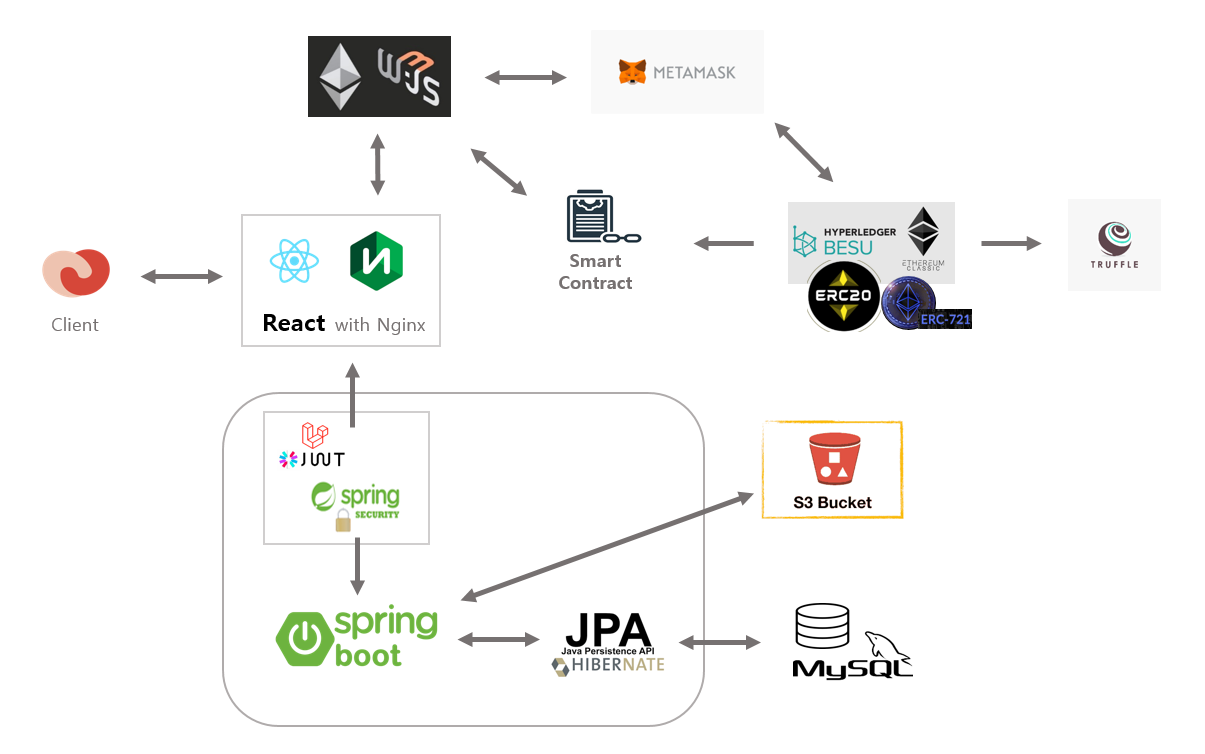 W3JS
METAMASK
HYPERLEDGER
BESU
ETHEREUM
CLASSIC
TRUFFLE
ERC20
ERC-721
Smart
Contract
Client
React with Nginx
JWT
spring
SECURITY
S3 Bucket
spring
boot
JPA
Java Persistence API
HIBERNATE
MySQL